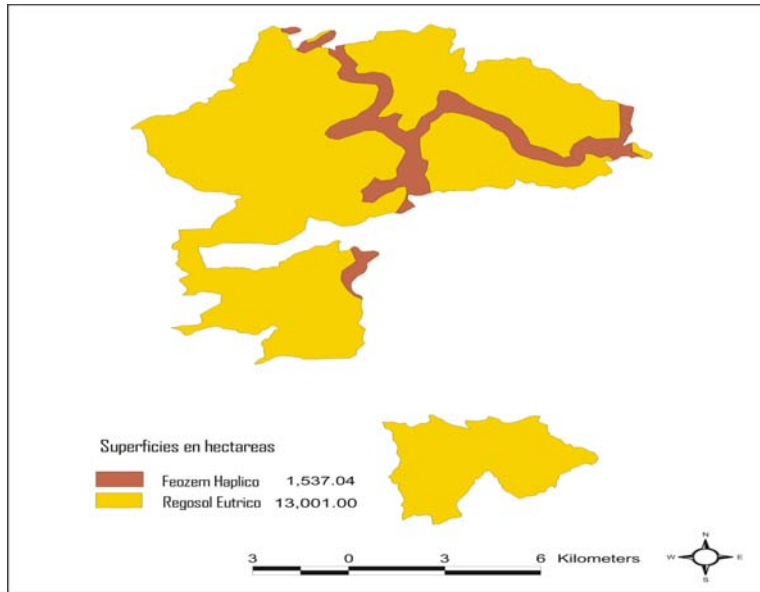 Superficies en hectareas
Feozem Haplico 1,537.04
Regosol Eutrico 13,001.00
3 0 3 6 Kilometers
N
W E
S